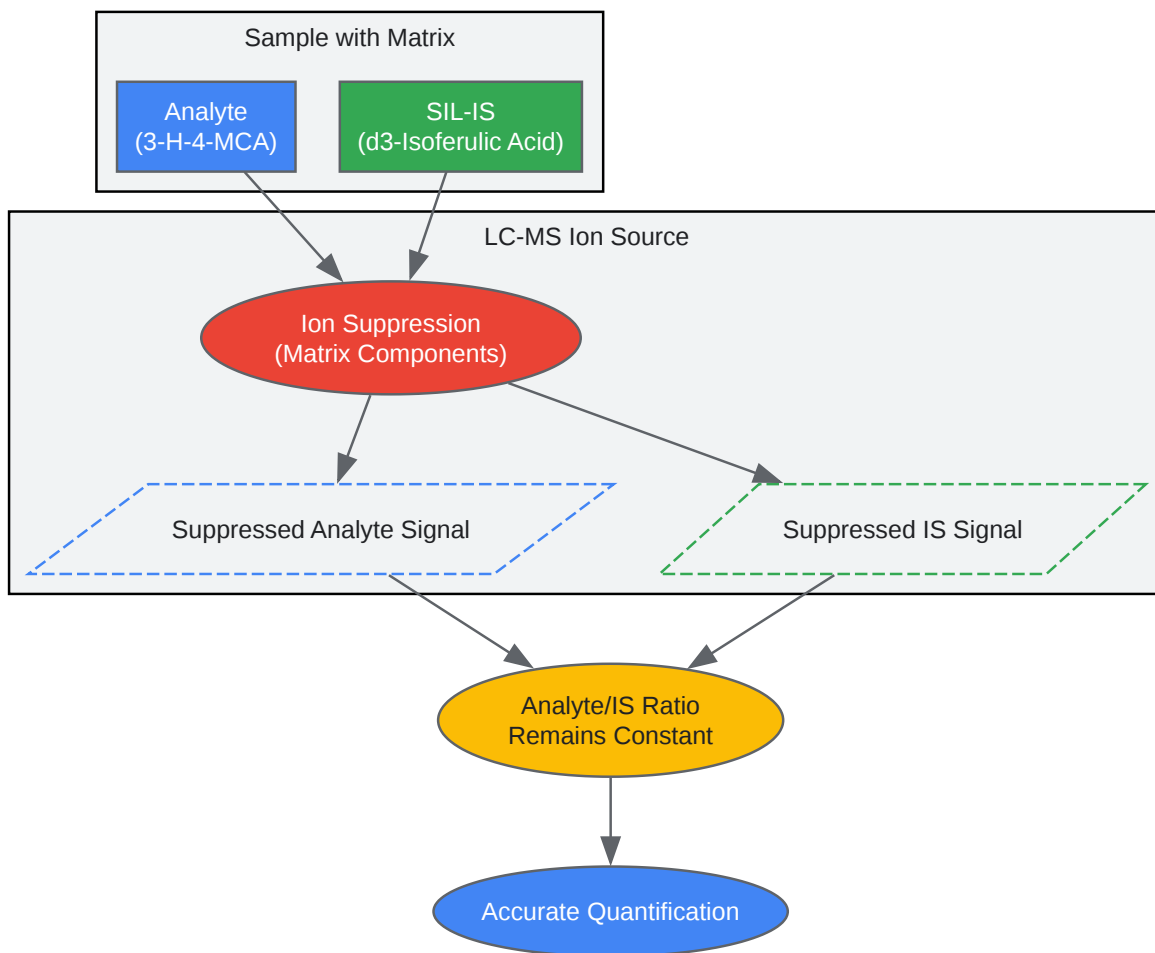 Sample with Matrix
Analyte
(3-H-4-MCA)
SIL-IS
(d3-Isoferulic Acid)
LC-MS Ion Source
Ion Suppression
(Matrix Components)
Suppressed Analyte Signal
Suppressed IS Signal
Analyte/IS Ratio
Remains Constant
Accurate Quantification